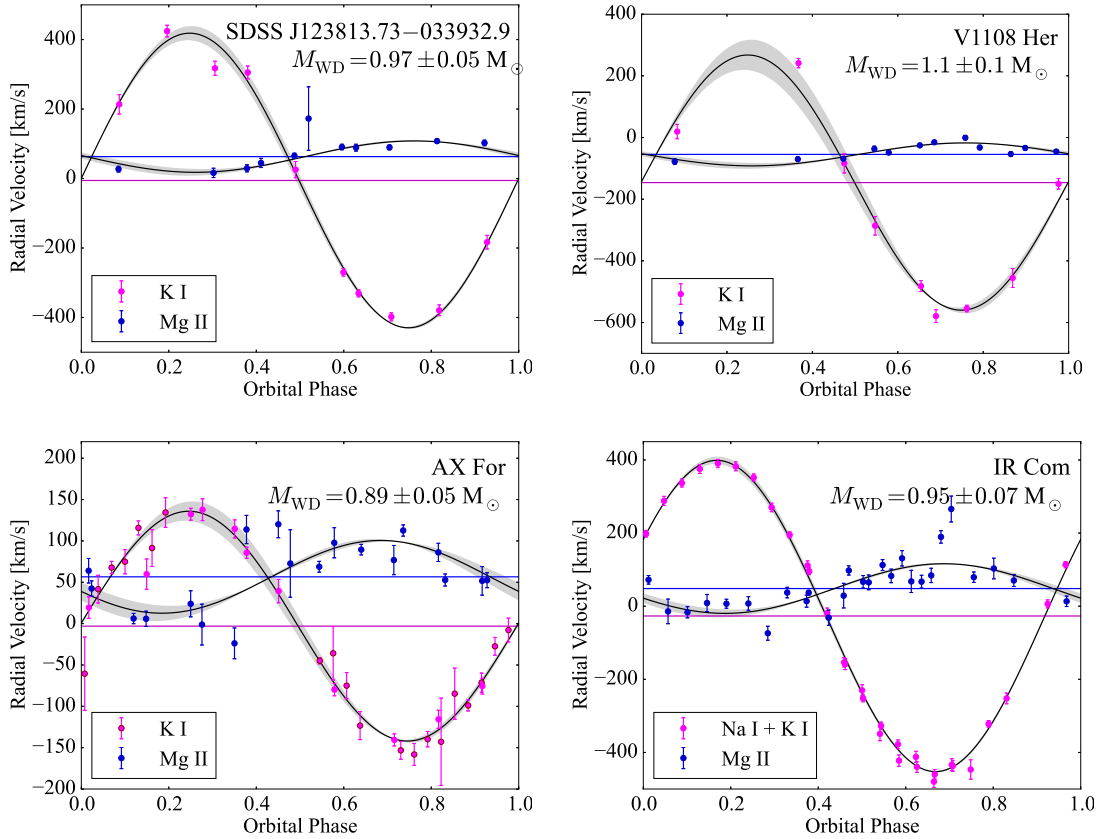 SDSS J123813.73−033932.9
M_WD = 0.97 ± 0.05 M⊙
Radial Velocity [km/s]
400
200
0
−200
−400
K I
Mg II
0.0 0.2 0.4 0.6 0.8 1.0
Orbital Phase
V1108 Her
M_WD = 1.1 ± 0.1 M⊙
Radial Velocity [km/s]
400
200
0
−200
−400
−600
K I
Mg II
0.0 0.2 0.4 0.6 0.8 1.0
Orbital Phase
AX For
M_WD = 0.89 ± 0.05 M⊙
Radial Velocity [km/s]
200
150
100
50
0
−50
−100
−150
−200
K I
Mg II
0.0 0.2 0.4 0.6 0.8 1.0
Orbital Phase
IR Com
M_WD = 0.95 ± 0.07 M⊙
Radial Velocity [km/s]
400
200
0
−200
−400
Na I + K I
Mg II
0.0 0.2 0.4 0.6 0.8 1.0
Orbital Phase